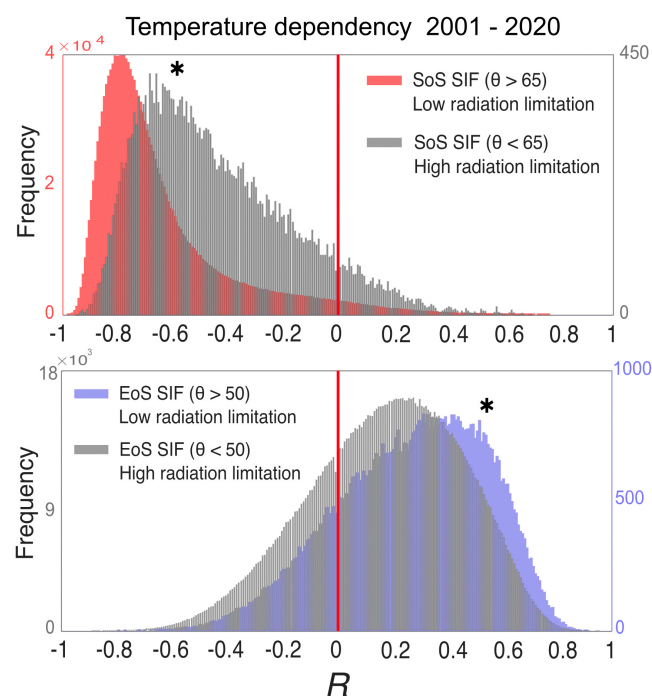 Temperature dependency 2001 - 2020
4 ×10⁴
450
*
SoS SIF (θ > 65)
Low radiation limitation
SoS SIF (θ < 65)
High radiation limitation
Frequency
2
0
0
-1 -0.8 -0.6 -0.4 -0.2 0 0.2 0.4 0.6 0.8 1
×10³
18
1000
EoS SIF (θ > 50)
Low radiation limitation
EoS SIF (θ < 50)
High radiation limitation
*
Frequency
9
500
0
0
-1 -0.8 -0.6 -0.4 -0.2 0 0.2 0.4 0.6 0.8 1
R